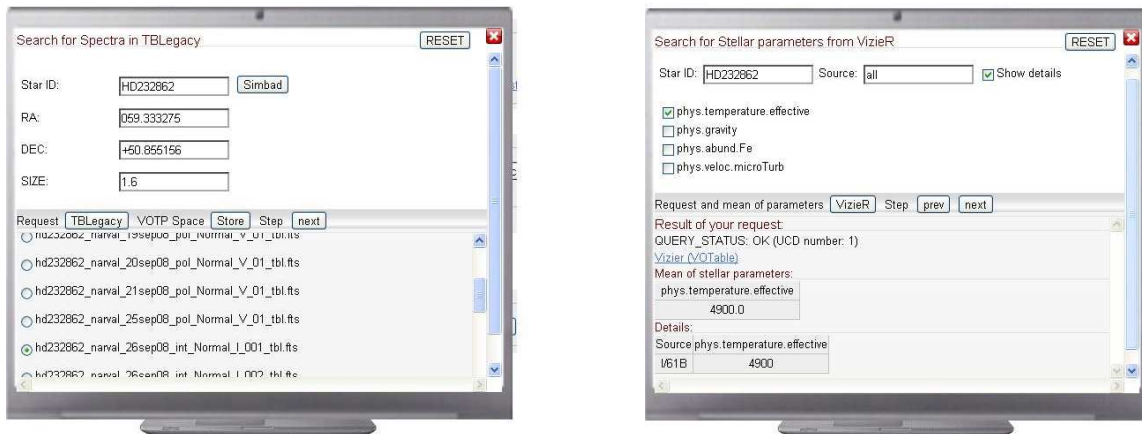 Search for Spectra in TBLegacy RESET
Star ID: HD232862 Simbad
RA: 059.333275
DEC: +50.855156
SIZE: 1.6
Request TBLegacy VOTP Space Store Step next
hd232862_narval_19sep08_pol_Normal_V_01_tbl.fts
hd232862_narval_20sep08_pol_Normal_V_01_tbl.fts
hd232862_narval_21sep08_pol_Normal_V_01_tbl.fts
hd232862_narval_25sep08_pol_Normal_V_01_tbl.fts
hd232862_narval_26sep08_int_Normal_I_001_tbl.fts
hd232862_narval_26sep08_int_Normal_I_002_tbl.fts
Search for Stellar parameters from VizieR RESET
Star ID: HD232862 Source: all Show details
phys.temperature.effective
phys.gravity
phys.abund.Fe
phys.veloc.microTurb
Request and mean of parameters VizieR Step prev next
Result of your request:
QUERY_STATUS: OK (UCD number: 1)
Vizier (VOTable)
Mean of stellar parameters:
phys.temperature.effective
4900.0
Details:
Source phys.temperature.effective
I/61B 4900